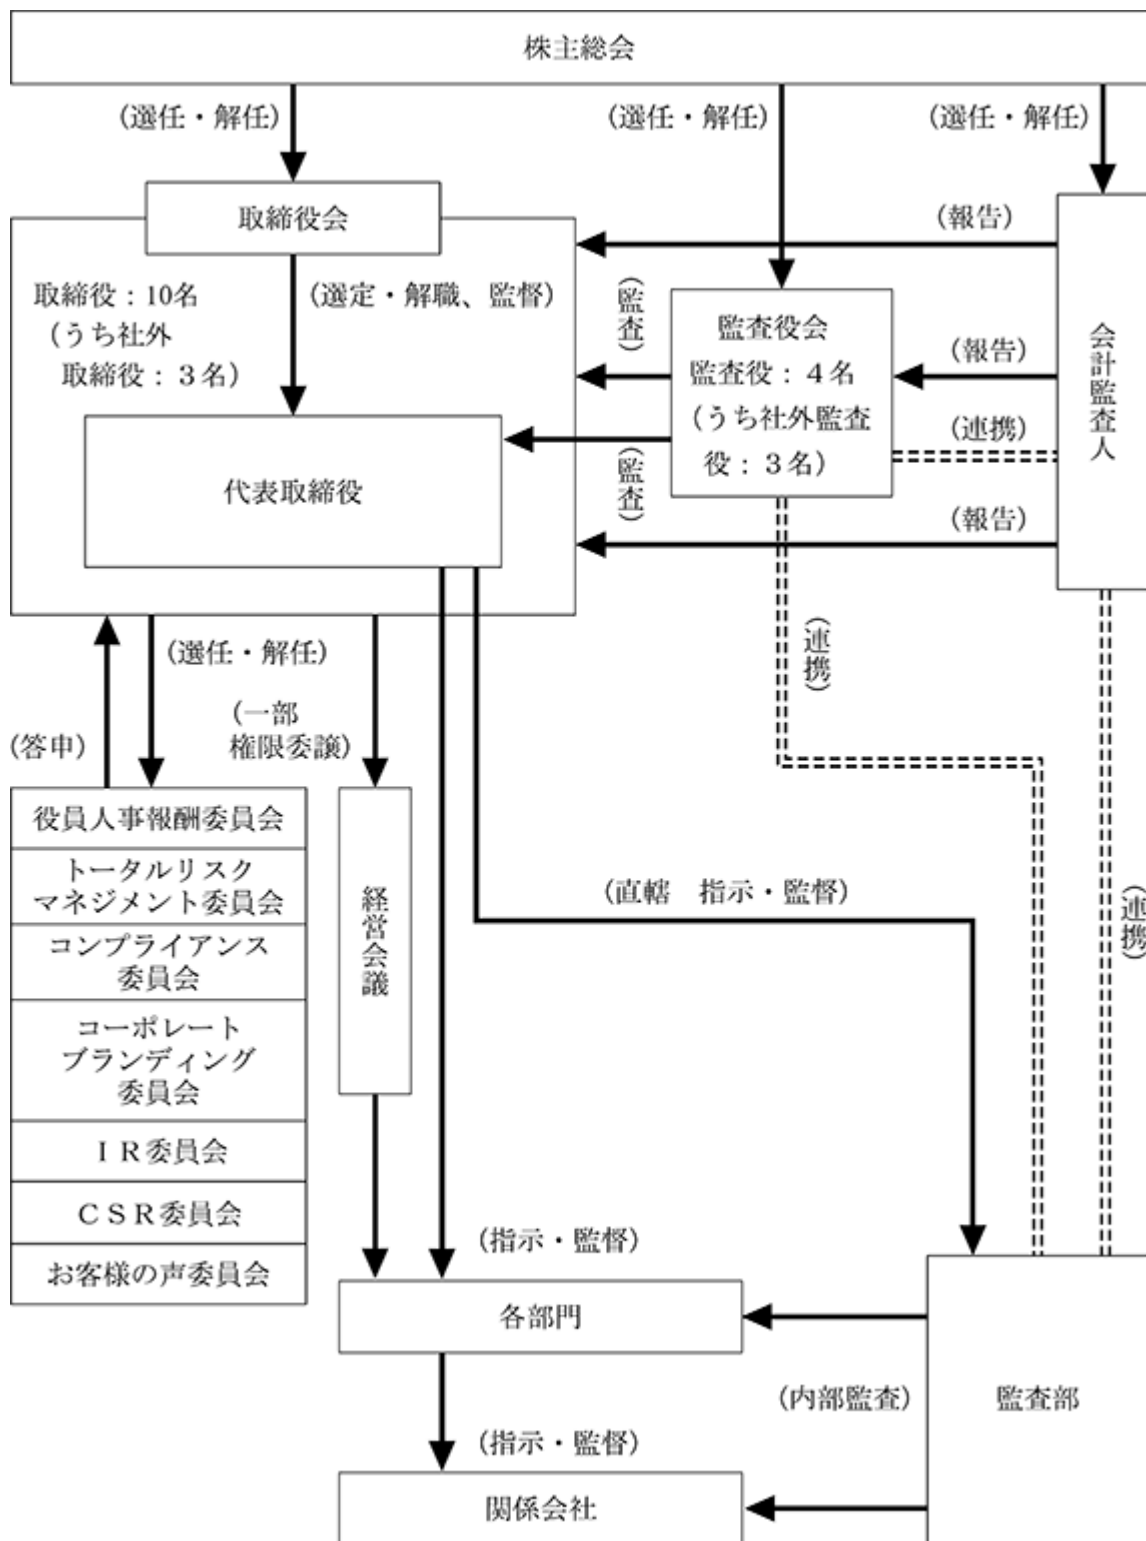 株主総会
(選任・解任)
(選任・解任)
(選任・解任)
取締役会
(報告)
取締役：10名
(うち社外
取締役：３名)
(選定・解職、監督)
(監査)
監査役会
監査役：４名
(うち社外監査
役：３名)
(報告)
(連携)
会計監査人
代表取締役
(監査)
(報告)
(選任・解任)
(連携)
(一部
権限委譲)
(答申)
役員人事報酬委員会
トータルリスク
マネジメント委員会
コンプライアンス
委員会
コーポレート
ブランディング
委員会
ＩＲ委員会
ＣＳＲ委員会
お客様の声委員会
経営会議
(直轄　指示・監督)
(連携)
(指示・監督)
各部門
(内部監査)
監査部
(指示・監督)
関係会社